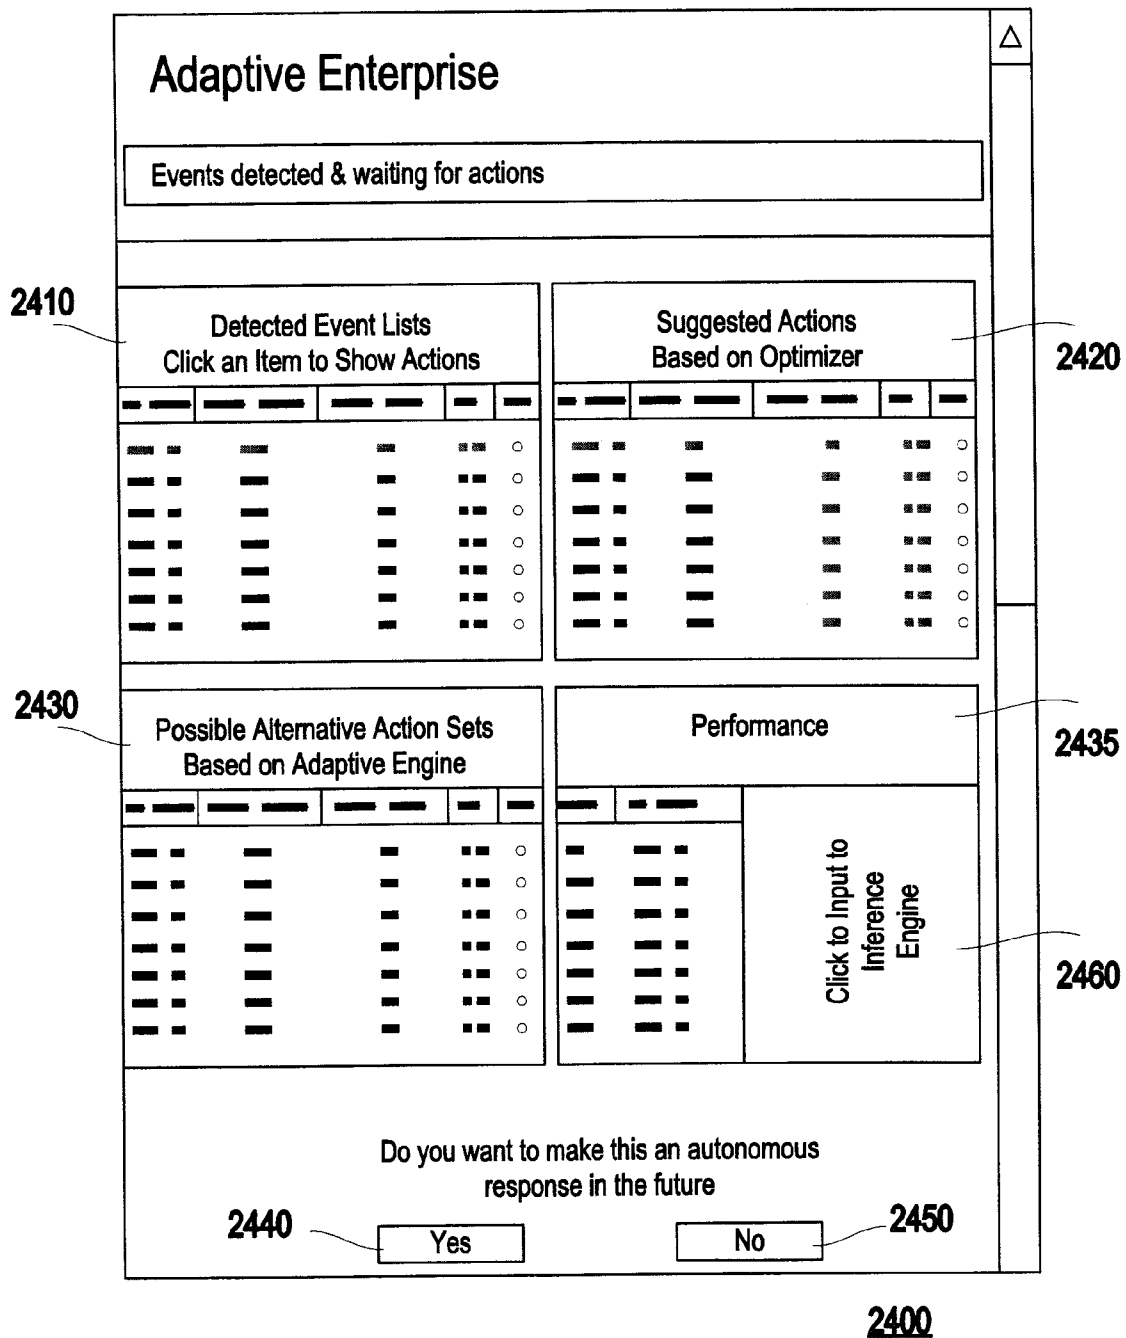 Adaptive Enterprise
Events detected & waiting for actions
2410
Detected Event Lists
Click an Item to Show Actions
Suggested Actions
Based on Optimizer
2420
2430
Possible Alternative Action Sets
Based on Adaptive Engine
Performance
2435
Click to Input to
Inference
Engine
2460
Do you want to make this an autonomous
response in the future
2440
Yes
No
2450
2400